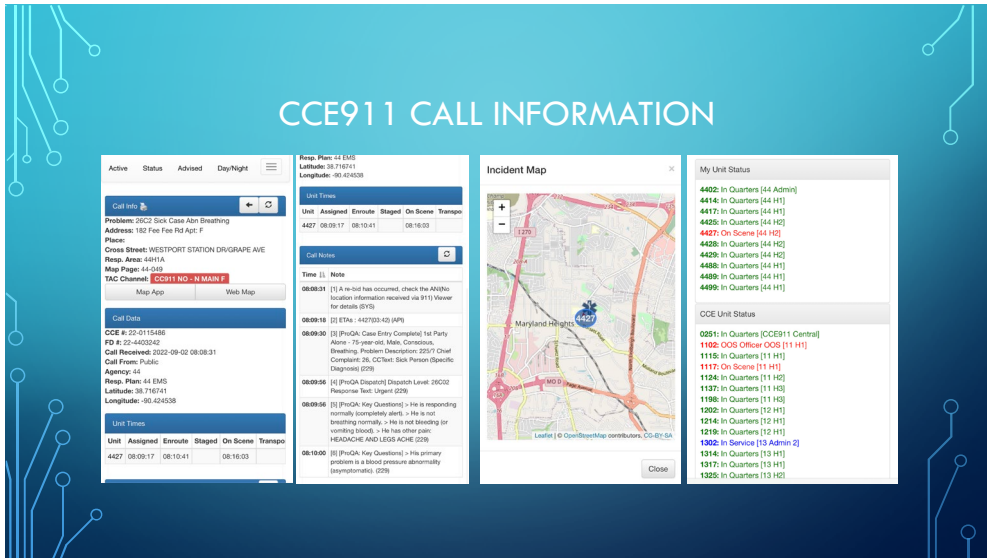 CCE911 CALL INFORMATION
Active Status Advised Day/Night
Call Info
Problem: 26C2 Sick Case Abn Breathing
Address: 182 Fee Fee Rd Apt: F
Place:
Cross Street: WESTPORT STATION DR/GRAPE AVE
Resp. Area: 44H1A
Map Page: 44-049
TAC Channel: CC911 NO - N MAIN F
Map App Web Map
Call Data
CCE #: 22-0115486
FD #: 22-4403242
Call Received: 2022-09-02 08:08:31
Call From: Public
Agency: 44
Resp. Plan: 44 EMS
Latitude: 38.716741
Longitude: -90.424538
Unit Times
Unit Assigned Enroute Staged On Scene Transpo
4427 08:09:17 08:10:41 08:16:03
Resp. Plan: 44 EMS
Latitude: 38.716741
Longitude: -90.424538
Unit Times
Unit Assigned Enroute Staged On Scene Transpo
4427 08:09:17 08:10:41 08:16:03
Call Notes
Time Note
08:08:31 [1] A re-bid has occurred, check the ANI(No
location information received via 911) Viewer
for details (SYS)
08:09:18 [2] ETAs : 4427(03:42) (API)
08:09:30 [3] [ProQA: Case Entry Complete] 1st Party
Alone - 75-year-old, Male, Conscious,
Breathing. Problem Description: 225/? Chief
Complaint: 26, CCText: Sick Person (Specific
Diagnosis) (229)
08:09:56 [4] [ProQA Dispatch] Dispatch Level: 26C02
Response Text: Urgent (229)
08:09:56 [5] [ProQA: Key Questions] > He is responding
normally (completely alert). > He is not
breathing normally. > He is not bleeding (or
vomiting blood). > He has other pain:
HEADACHE AND LEGS ACHE (229)
08:10:00 [6] [ProQA: Key Questions] > His primary
problem is a blood pressure abnormality
(asymptomatic). (229)
Incident Map ×
+
−
I 270
4427
Maryland Heights
MO D
Leaflet | © OpenStreetMap contributors, CC-BY-SA
Close
My Unit Status
4402: In Quarters [44 Admin]
4414: In Quarters [44 H1]
4417: In Quarters [44 H1]
4425: In Quarters [44 H2]
4427: On Scene [44 H2]
4428: In Quarters [44 H2]
4429: In Quarters [44 H2]
4488: In Quarters [44 H1]
4489: In Quarters [44 H1]
4499: In Quarters [44 H1]
CCE Unit Status
0251: In Quarters [CCE911 Central]
1102: OOS Officer OOS [11 H1]
1115: In Quarters [11 H1]
1117: On Scene [11 H1]
1124: In Quarters [11 H2]
1137: In Quarters [11 H3]
1198: In Quarters [11 H3]
1202: In Quarters [12 H1]
1214: In Quarters [12 H1]
1219: In Quarters [12 H1]
1302: In Service [13 Admin 2]
1314: In Quarters [13 H1]
1317: In Quarters [13 H1]
1325: In Quarters [13 H2]